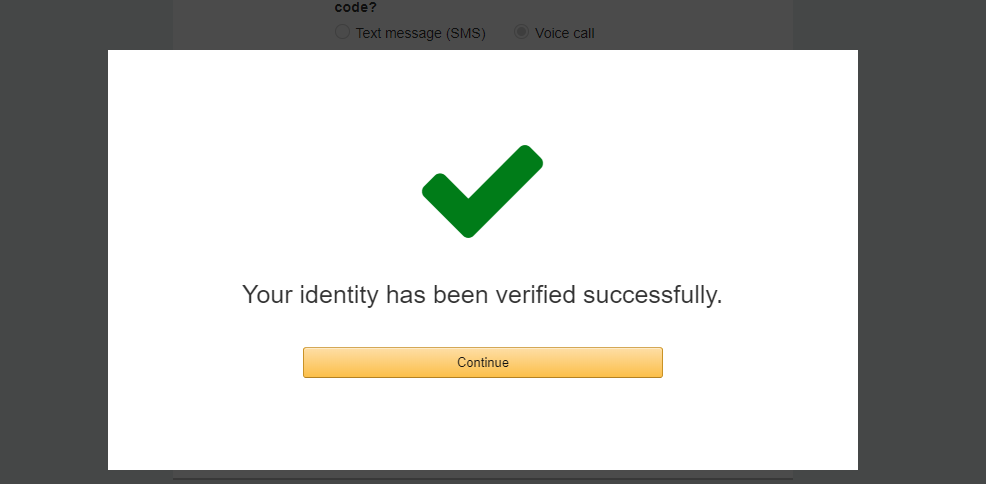 code?
Text message (SMS) Voice call
Your identity has been verified successfully.
Continue